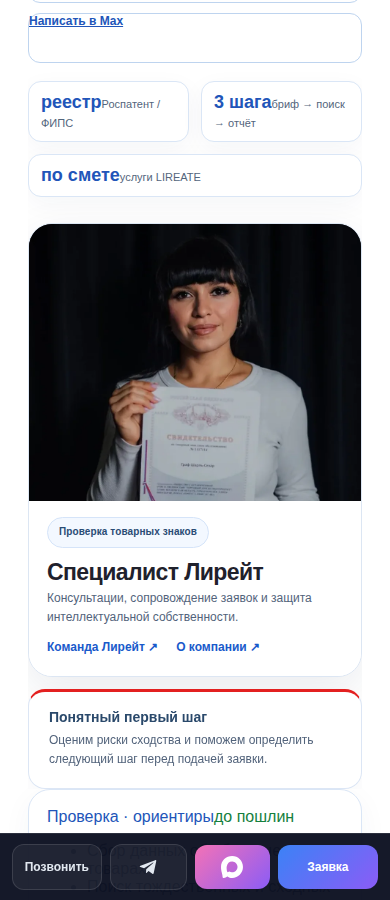 Написать в Max
реестрРоспатент /
ФИПС
3 шагабриф → поиск
→ отчёт
по сметеуслуги LIREATE
СВИДЕТЕЛЬСТВО
Проверка товарных знаков
Специалист Лирейт
Консультации, сопровождение заявок и защита
интеллектуальной собственности.
Команда Лирейт ↗ О компании ↗
Понятный первый шаг
Оценим риски сходства и поможем определить
следующий шаг перед подачей заявки.
Проверка · ориентирыдо пошлин
Позвонить
Заявка